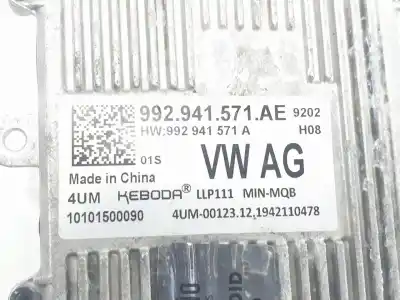 992.941.571.AE 9202
HW:992 941 571 A H08
01S VW AG
Made in China
4UM KEBODA® LLP111 MIN-MQB
10101500090 4UM-00123.12,1942110478